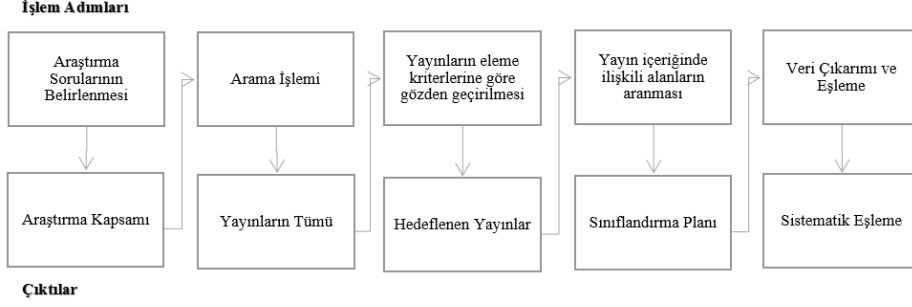 İşlem Adımları
Araştırma
Sorularının
Belirlenmesi
Arama İşlemi
Yayınların eleme
kriterlerine göre
gözden geçirilmesi
Yayın içeriğinde
ilişkili alanların
aranması
Veri Çıkarımı ve
Eşleme
Araştırma Kapsamı
Yayınların Tümü
Hedeflenen Yayınlar
Sınıflandırma Planı
Sistematik Eşleme
Çıktılar